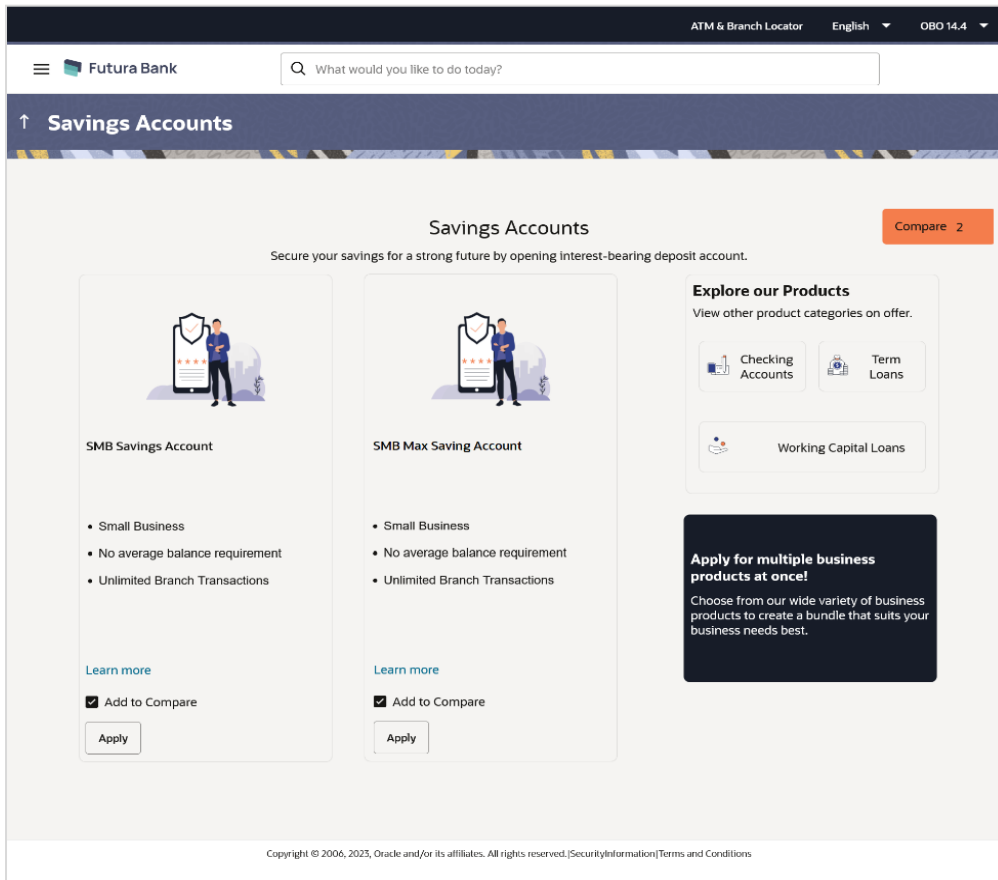 ATM & Branch Locator English OBO 14.4
Futura Bank
What would you like to do today?
Savings Accounts
Savings Accounts
Compare 2
Secure your savings for a strong future by opening interest-bearing deposit account.
SMB Savings Account
• Small Business
• No average balance requirement
• Unlimited Branch Transactions
Learn more
Add to Compare
Apply
SMB Max Saving Account
• Small Business
• No average balance requirement
• Unlimited Branch Transactions
Learn more
Add to Compare
Apply
Explore our Products
View other product categories on offer.
Checking
Accounts
Term
Loans
Working Capital Loans
Apply for multiple business
products at once!
Choose from our wide variety of business
products to create a bundle that suits your
business needs best.
Copyright © 2006, 2023, Oracle and/or its affiliates. All rights reserved.|SecurityInformation|Terms and Conditions